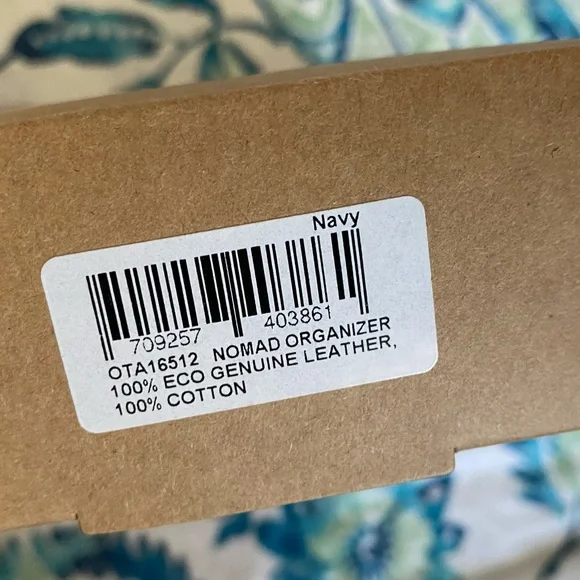 Navy
709257 403861
OTA16512 NOMAD ORGANIZER
100% ECO GENUINE LEATHER,
100% COTTON